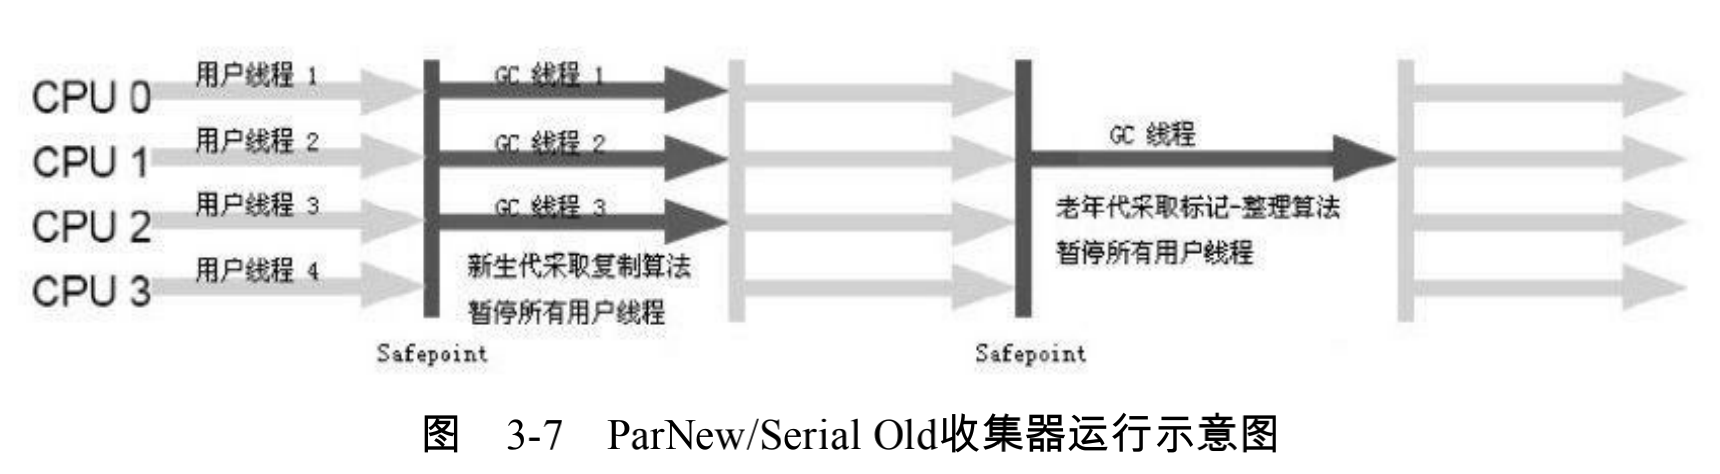 CPU 0
用户线程 1
GC 线程 1
CPU 1
用户线程 2
GC 线程 2
GC 线程
CPU 2
用户线程 3
GC 线程 3
老年代采取标记-整理算法
暂停所有用户线程
CPU 3
用户线程 4
新生代采取复制算法
暂停所有用户线程
Safepoint
Safepoint
图 3-7 ParNew/Serial Old收集器运行示意图